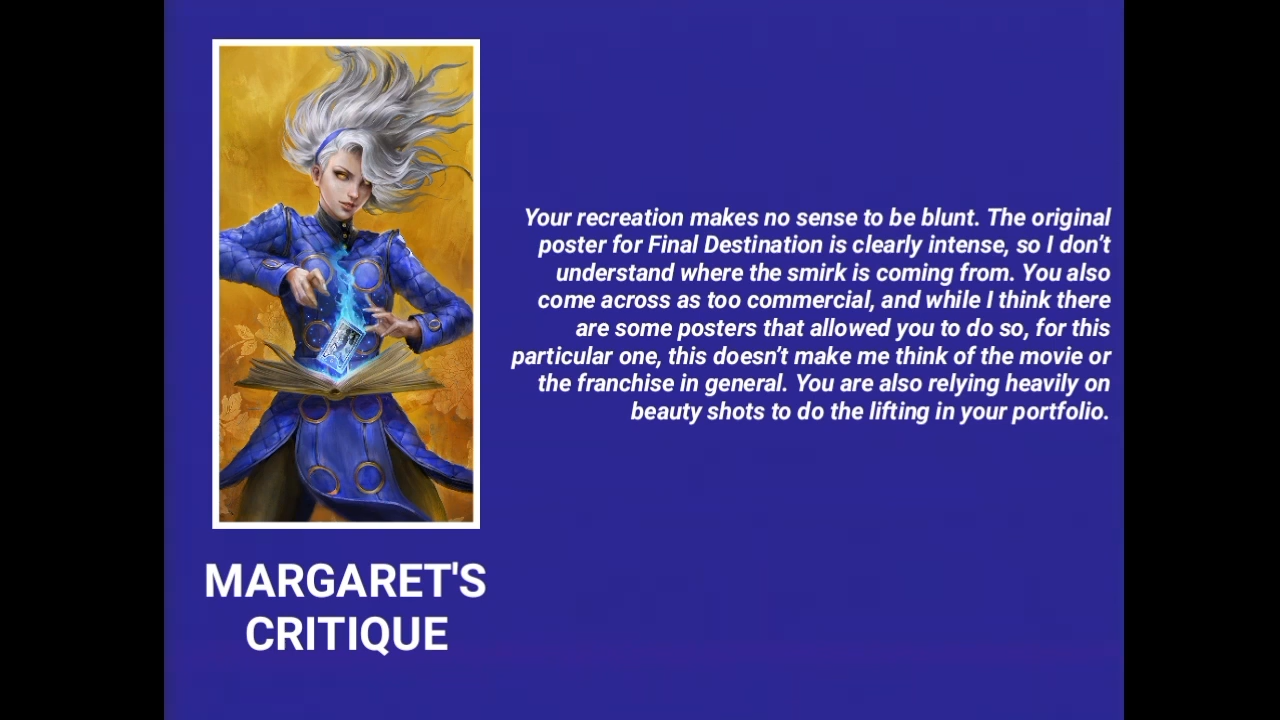 Your recreation makes no sense to be blunt. The original
poster for Final Destination is clearly intense, so I don't
understand where the smirk is coming from. You also
come across as too commercial, and while I think there
are some posters that allowed you to do so, for this
particular one, this doesn't make me think of the movie or
the franchise in general. You are also relying heavily on
beauty shots to do the lifting in your portfolio.
MARGARET'S
CRITIQUE